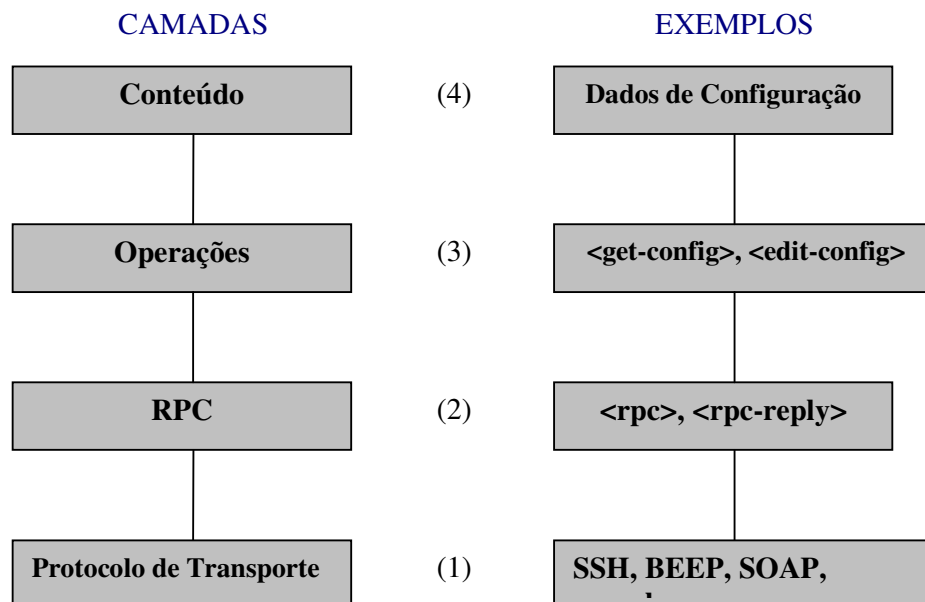 CAMADAS EXEMPLOS
Conteúdo (4) Dados de Configuração
Operações (3) <get-config>, <edit-config>
RPC (2) <rpc>, <rpc-reply>
Protocolo de Transporte (1) SSH, BEEP, SOAP,